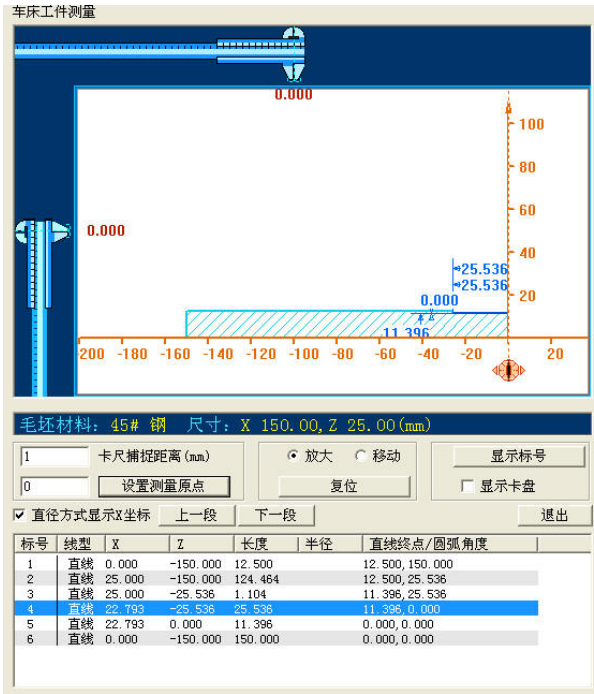 车床工件测量
0.000
100
80
60
0.000
40
25.536
25.536
0.000
20
11.396
200 -180 -160 -140 -120 -100 -80 -60 -40 -20 20
毛坯材料: 45# 钢 尺寸: X 150.00,Z 25.00(mm)
1 卡尺捕捉距离(mm) 放大 移动 显示标号
0 设置测量原点 复位 显示卡盘
直径方式显示X坐标 上一段 下一段 退出
标号 线型 X Z 长度 半径 直线终点/圆弧角度
1 直线 0.000 -150.000 12.500 12.500,150.000
2 直线 25.000 -150.000 124.464 12.500,25.536
3 直线 25.000 -25.536 1.104 11.396,25.536
4 直线 22.793 -25.536 25.536 11.396,0.000
5 直线 22.793 0.000 11.396 0.000,0.000
6 直线 0.000 -150.000 150.000 0.000,0.000